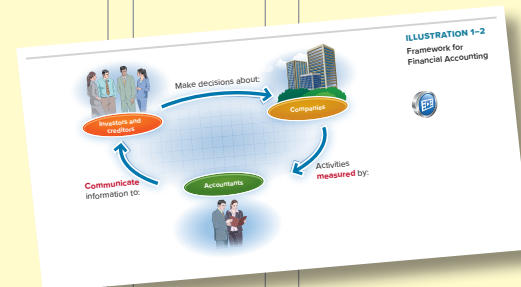 ILLUSTRATION 1–2
Framework for
Financial Accounting
Make decisions about:
Investors and
creditors
Companies
Activities
measured by:
Accountants
Communicate
information to: